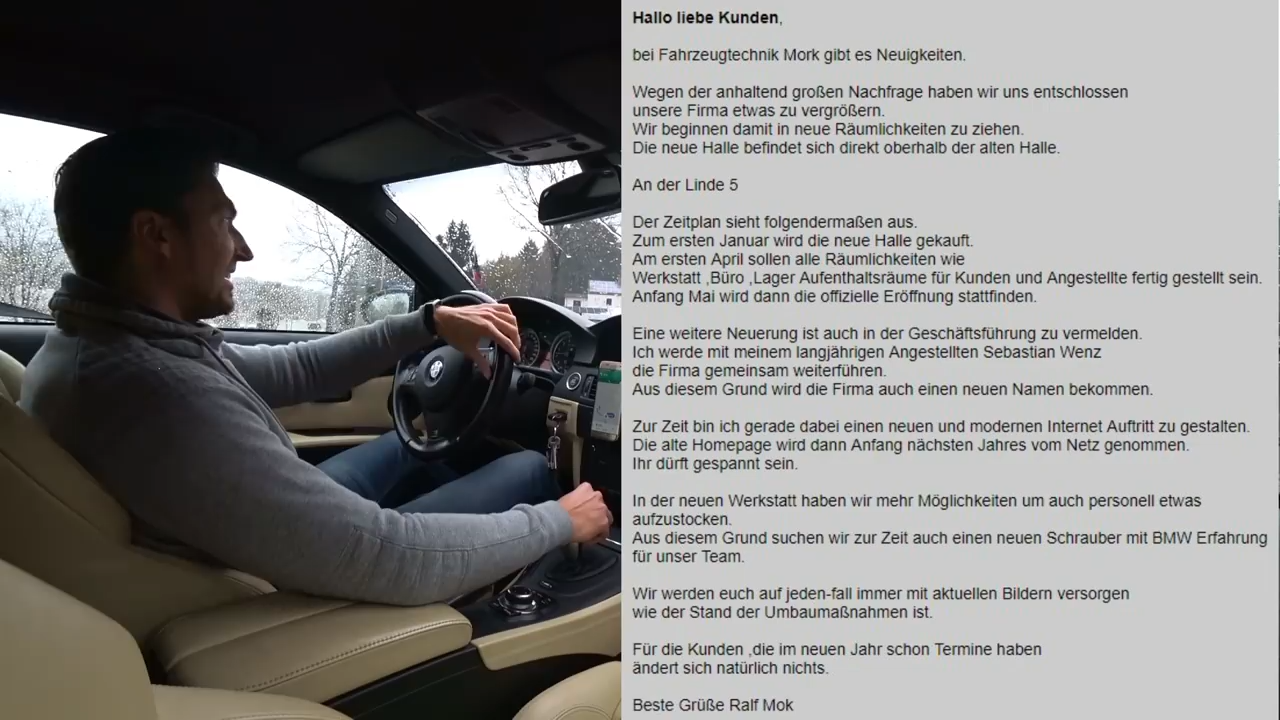 Hallo liebe Kunden,
bei Fahrzeugtechnik Mork gibt es Neuigkeiten.
Wegen der anhaltend großen Nachfrage haben wir uns entschlossen
unsere Firma etwas zu vergrößern.
Wir beginnen damit in neue Räumlichkeiten zu ziehen.
Die neue Halle befindet sich direkt oberhalb der alten Halle.
An der Linde 5
Der Zeitplan sieht folgendermaßen aus.
Zum ersten Januar wird die neue Halle gekauft.
Am ersten April sollen alle Räumlichkeiten wie
Werkstatt ,Büro ,Lager Aufenthaltsräume für Kunden und Angestellte fertig gestellt sein.
Anfang Mai wird dann die offizielle Eröffnung stattfinden.
Eine weitere Neuerung ist auch in der Geschäftsführung zu vermelden.
Ich werde mit meinem langjährigen Angestellten Sebastian Wenz
die Firma gemeinsam weiterführen.
Aus diesem Grund wird die Firma auch einen neuen Namen bekommen.
Zur Zeit bin ich gerade dabei einen neuen und modernen Internet Auftritt zu gestalten.
Die alte Homepage wird dann Anfang nächsten Jahres vom Netz genommen.
Ihr dürft gespannt sein.
In der neuen Werkstatt haben wir mehr Möglichkeiten um auch personell etwas
aufzustocken.
Aus diesem Grund suchen wir zur Zeit auch einen neuen Schrauber mit BMW Erfahrung
für unser Team.
Wir werden euch auf jeden-fall immer mit aktuellen Bildern versorgen
wie der Stand der Umbaumaßnahmen ist.
Für die Kunden ,die im neuen Jahr schon Termine haben
ändert sich natürlich nichts.
Beste Grüße Ralf Mok